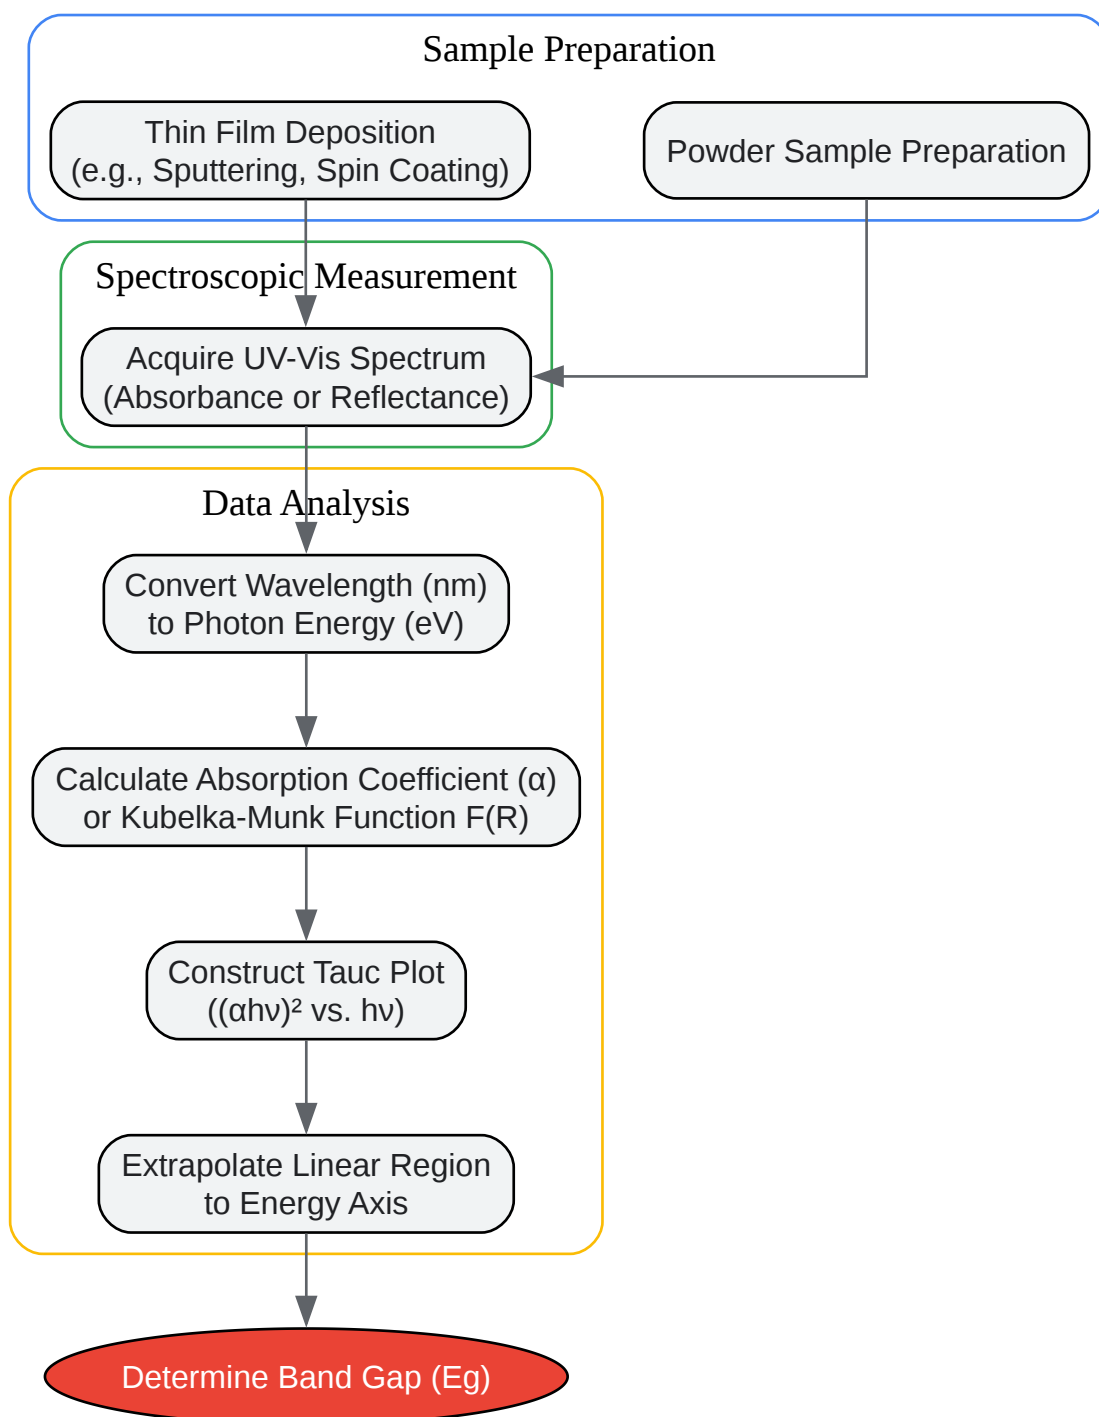 Sample Preparation
Thin Film Deposition
(e.g., Sputtering, Spin Coating)
Powder Sample Preparation
Spectroscopic Measurement
Acquire UV-Vis Spectrum
(Absorbance or Reflectance)
Data Analysis
Convert Wavelength (nm)
to Photon Energy (eV)
Calculate Absorption Coefficient (α)
or Kubelka-Munk Function F(R)
Construct Tauc Plot
((αhν)² vs. hν)
Extrapolate Linear Region
to Energy Axis
Determine Band Gap (Eg)